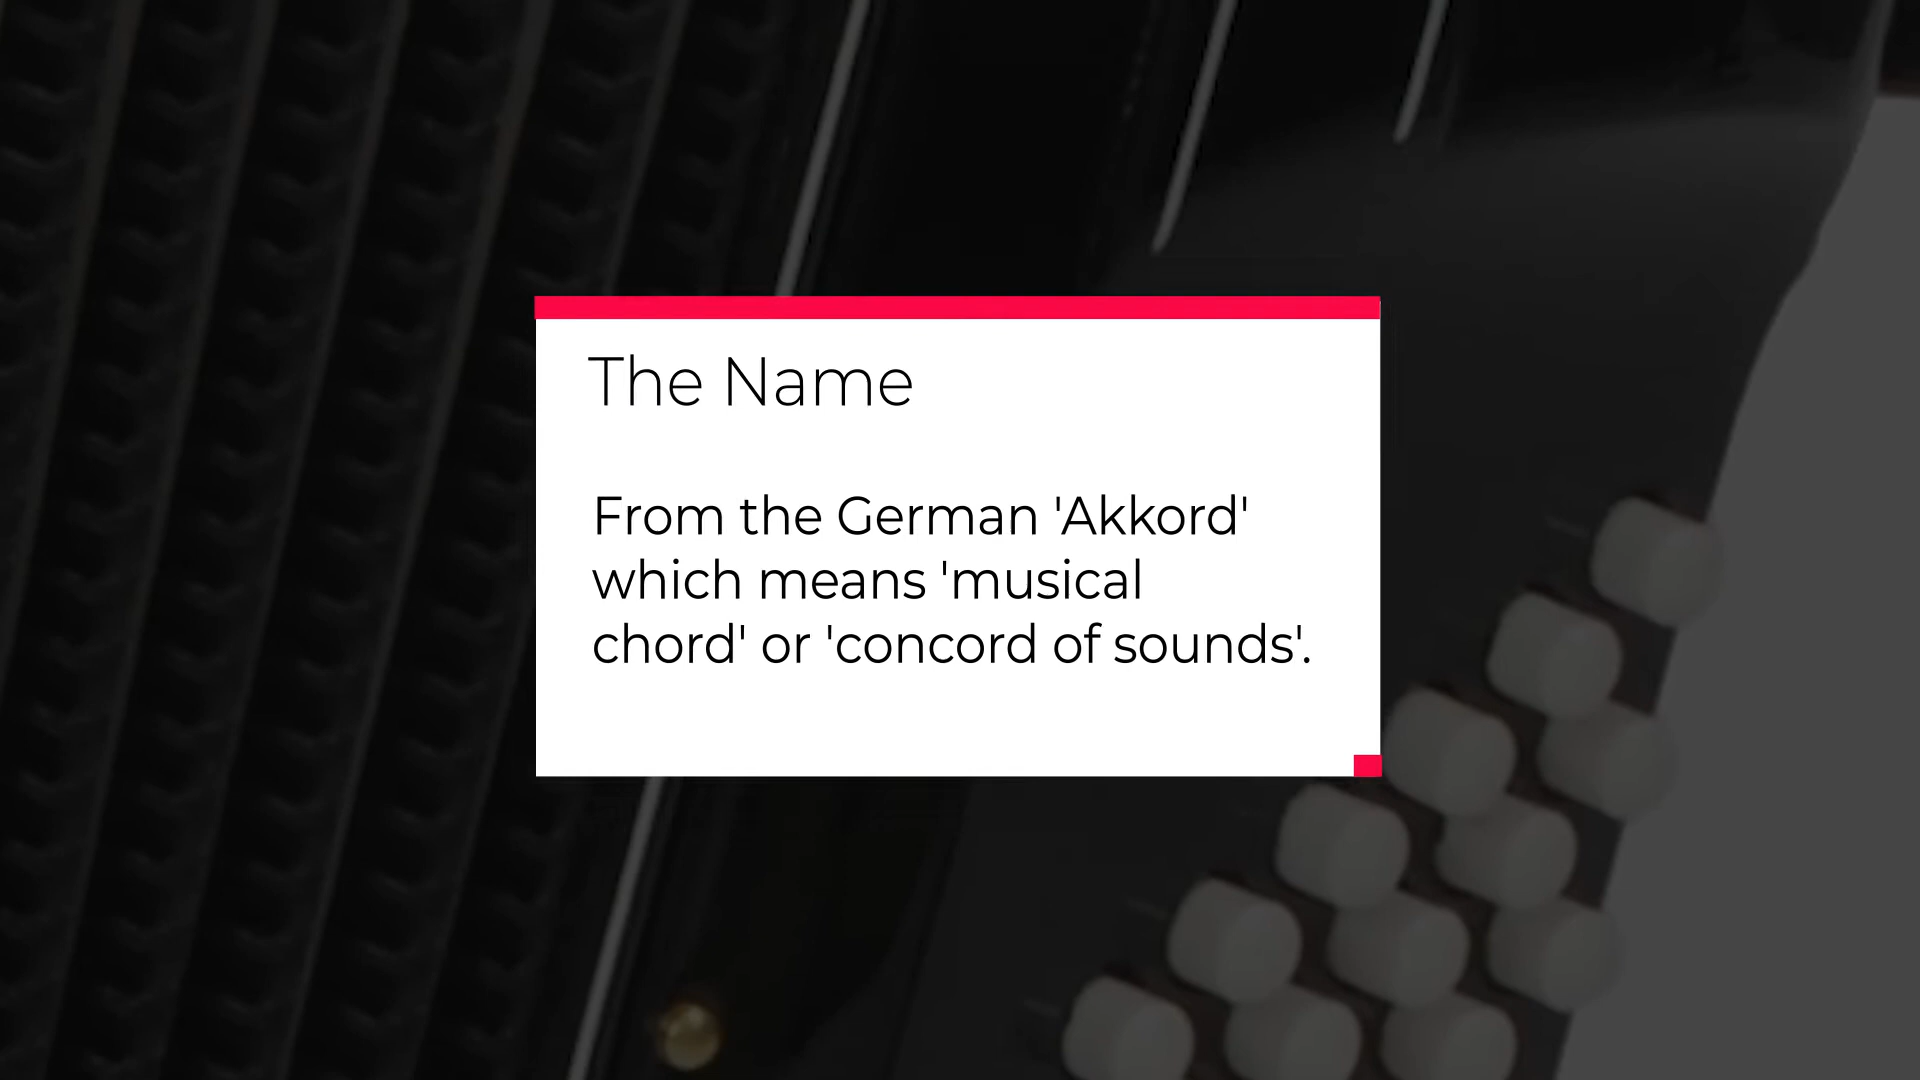 The Name
From the German 'Akkord'
which means 'musical
chord' or 'concord of sounds'.